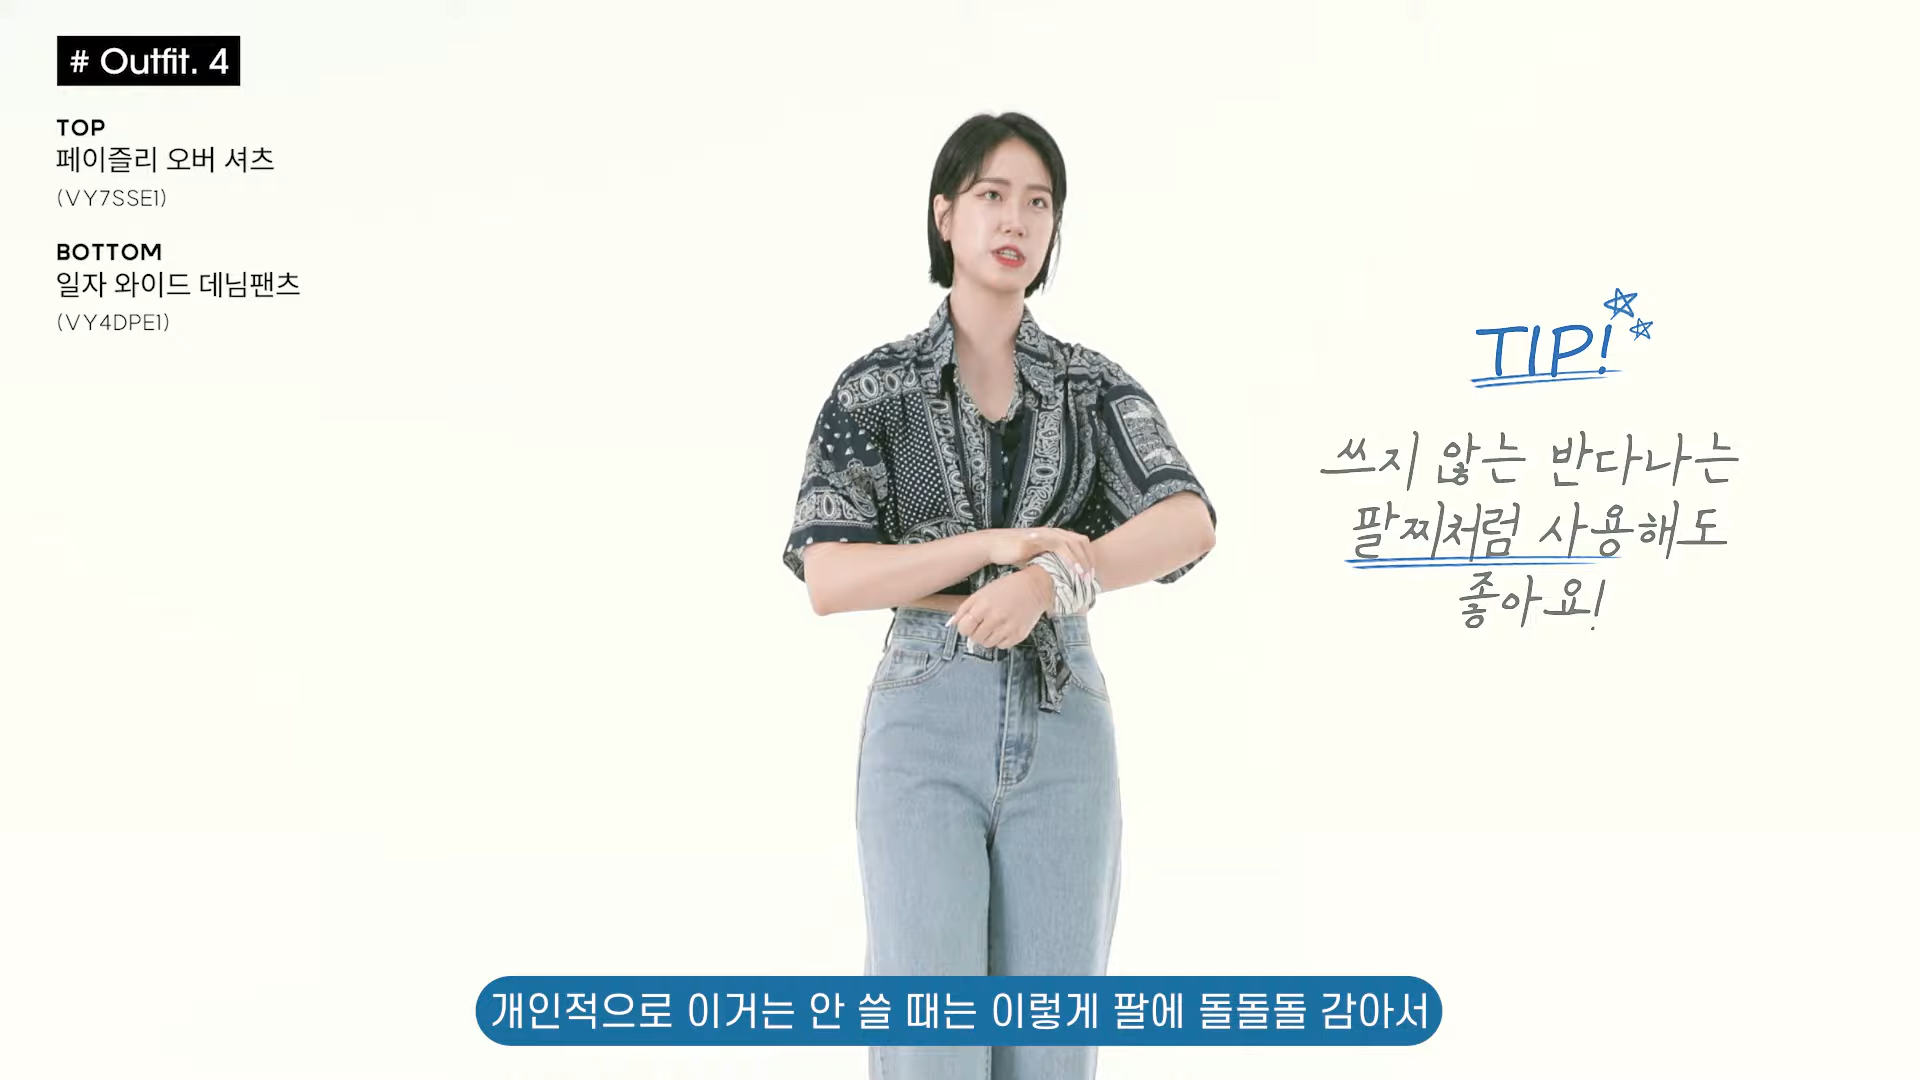 # Outfit. 4
TOP
페이즐리 오버 셔츠
(VY7SSE1)
BOTTOM
일자 와이드 데님팬츠
(VY4DPE1)
TIP!
쓰지 않는 반다나는
팔찌처럼 사용해도
좋아요!
개인적으로 이거는 안 쓸 때는 이렇게 팔에 돌돌돌 감아서